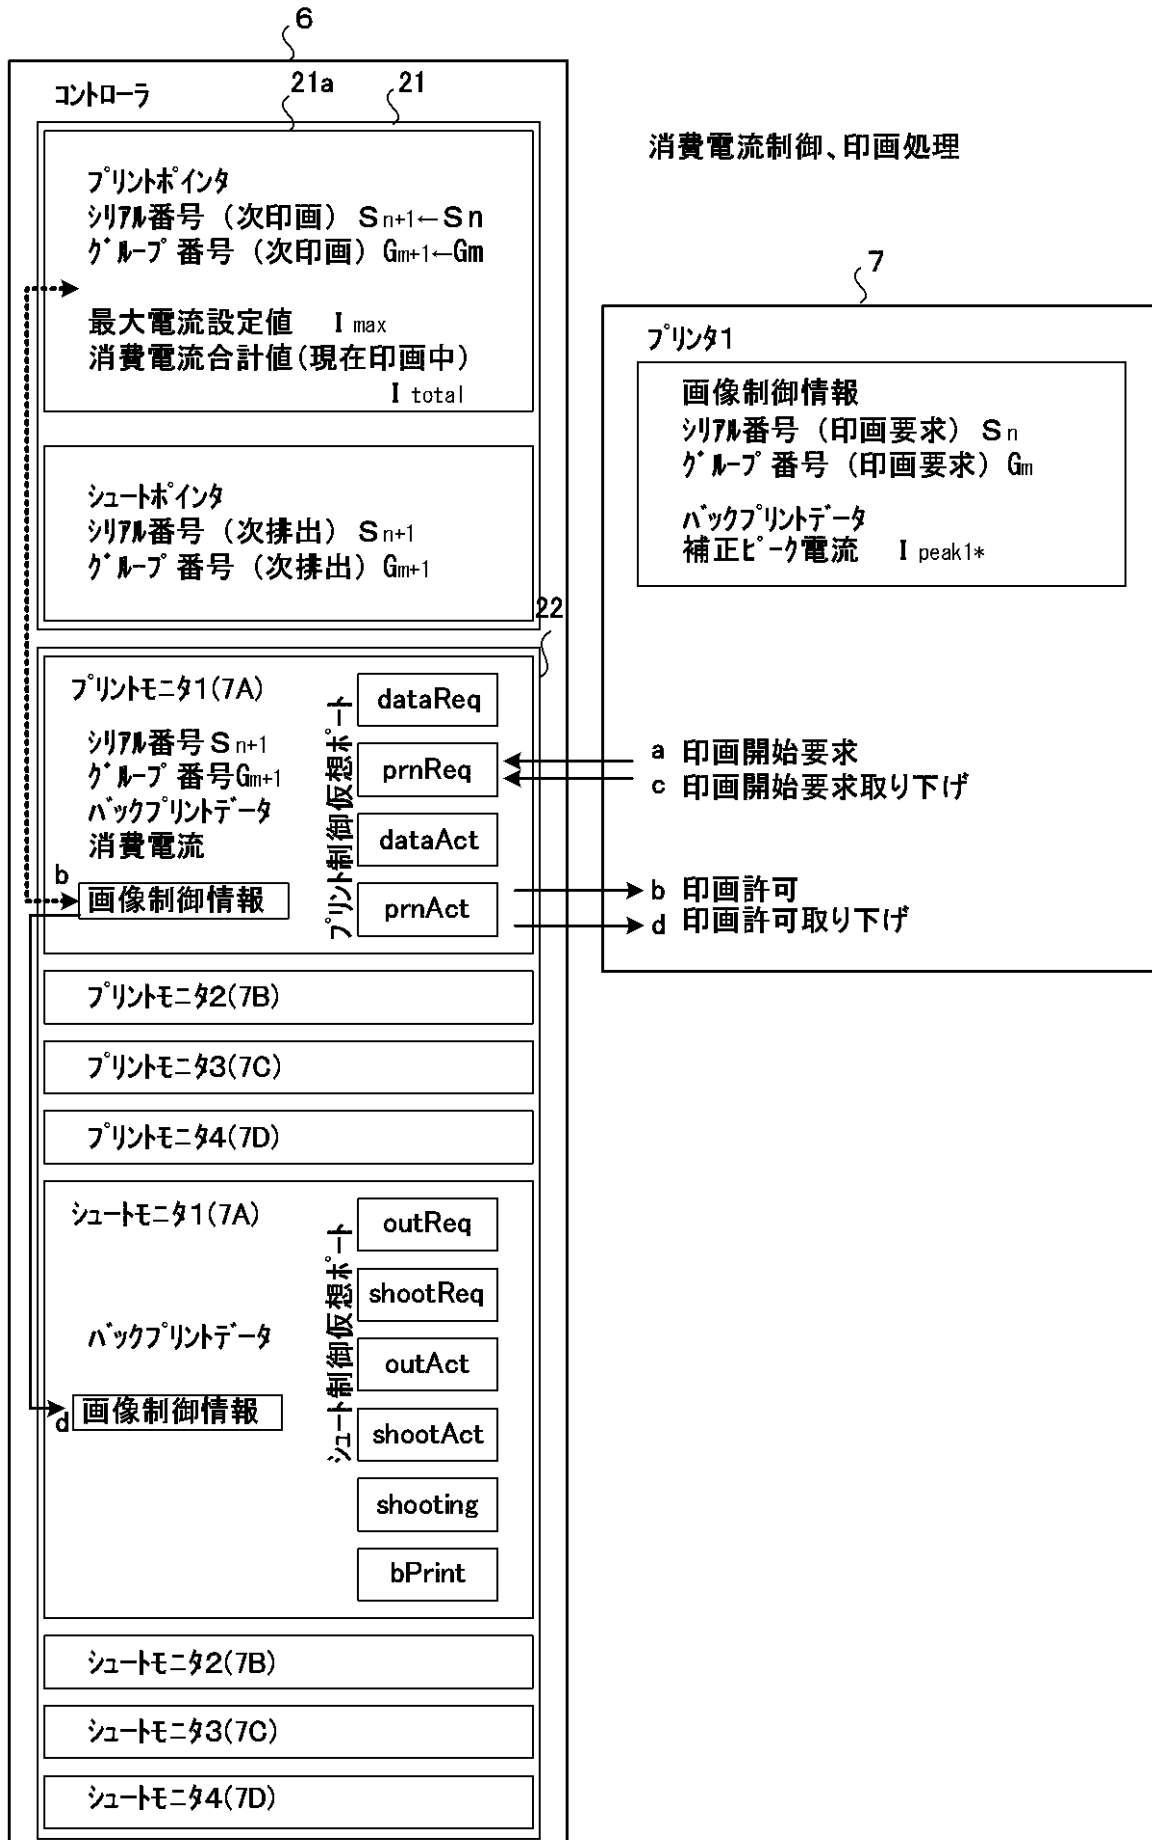 6
コントローラ
21a
21
プリントポインタ
シリアル番号（次印画）Sn+1←Sn
グループ番号（次印画）Gm+1←Gm
最大電流設定値　Imax
消費電流合計値(現在印画中)
Itotal
シュートポインタ
シリアル番号（次排出）Sn+1
グループ番号（次排出）Gm+1
22
プリントモニタ1(7A)
シリアル番号Sn+1
グループ番号Gm+1
バックプリントデータ
消費電流
b
画像制御情報
プリント制御仮想ポート
dataReq
prnReq
dataAct
prnAct
プリントモニタ2(7B)
プリントモニタ3(7C)
プリントモニタ4(7D)
シュートモニタ1(7A)
バックプリントデータ
d
画像制御情報
シュート制御仮想ポート
outReq
shootReq
outAct
shootAct
shooting
bPrint
シュートモニタ2(7B)
シュートモニタ3(7C)
シュートモニタ4(7D)
消費電流制御、印画処理
7
プリンタ1
画像制御情報
シリアル番号（印画要求）Sn
グループ番号（印画要求）Gm
バックプリントデータ
補正ピーク電流　Ipeak1*
a 印画開始要求
c 印画開始要求取り下げ
b 印画許可
d 印画許可取り下げ